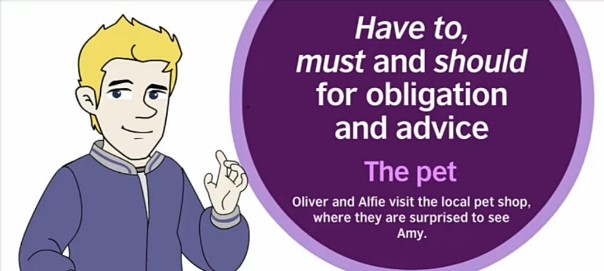 Have to,
must and should
for obligation
and advice
The pet
Oliver and Alfie visit the local pet shop,
where they are surprised to see
Amy.